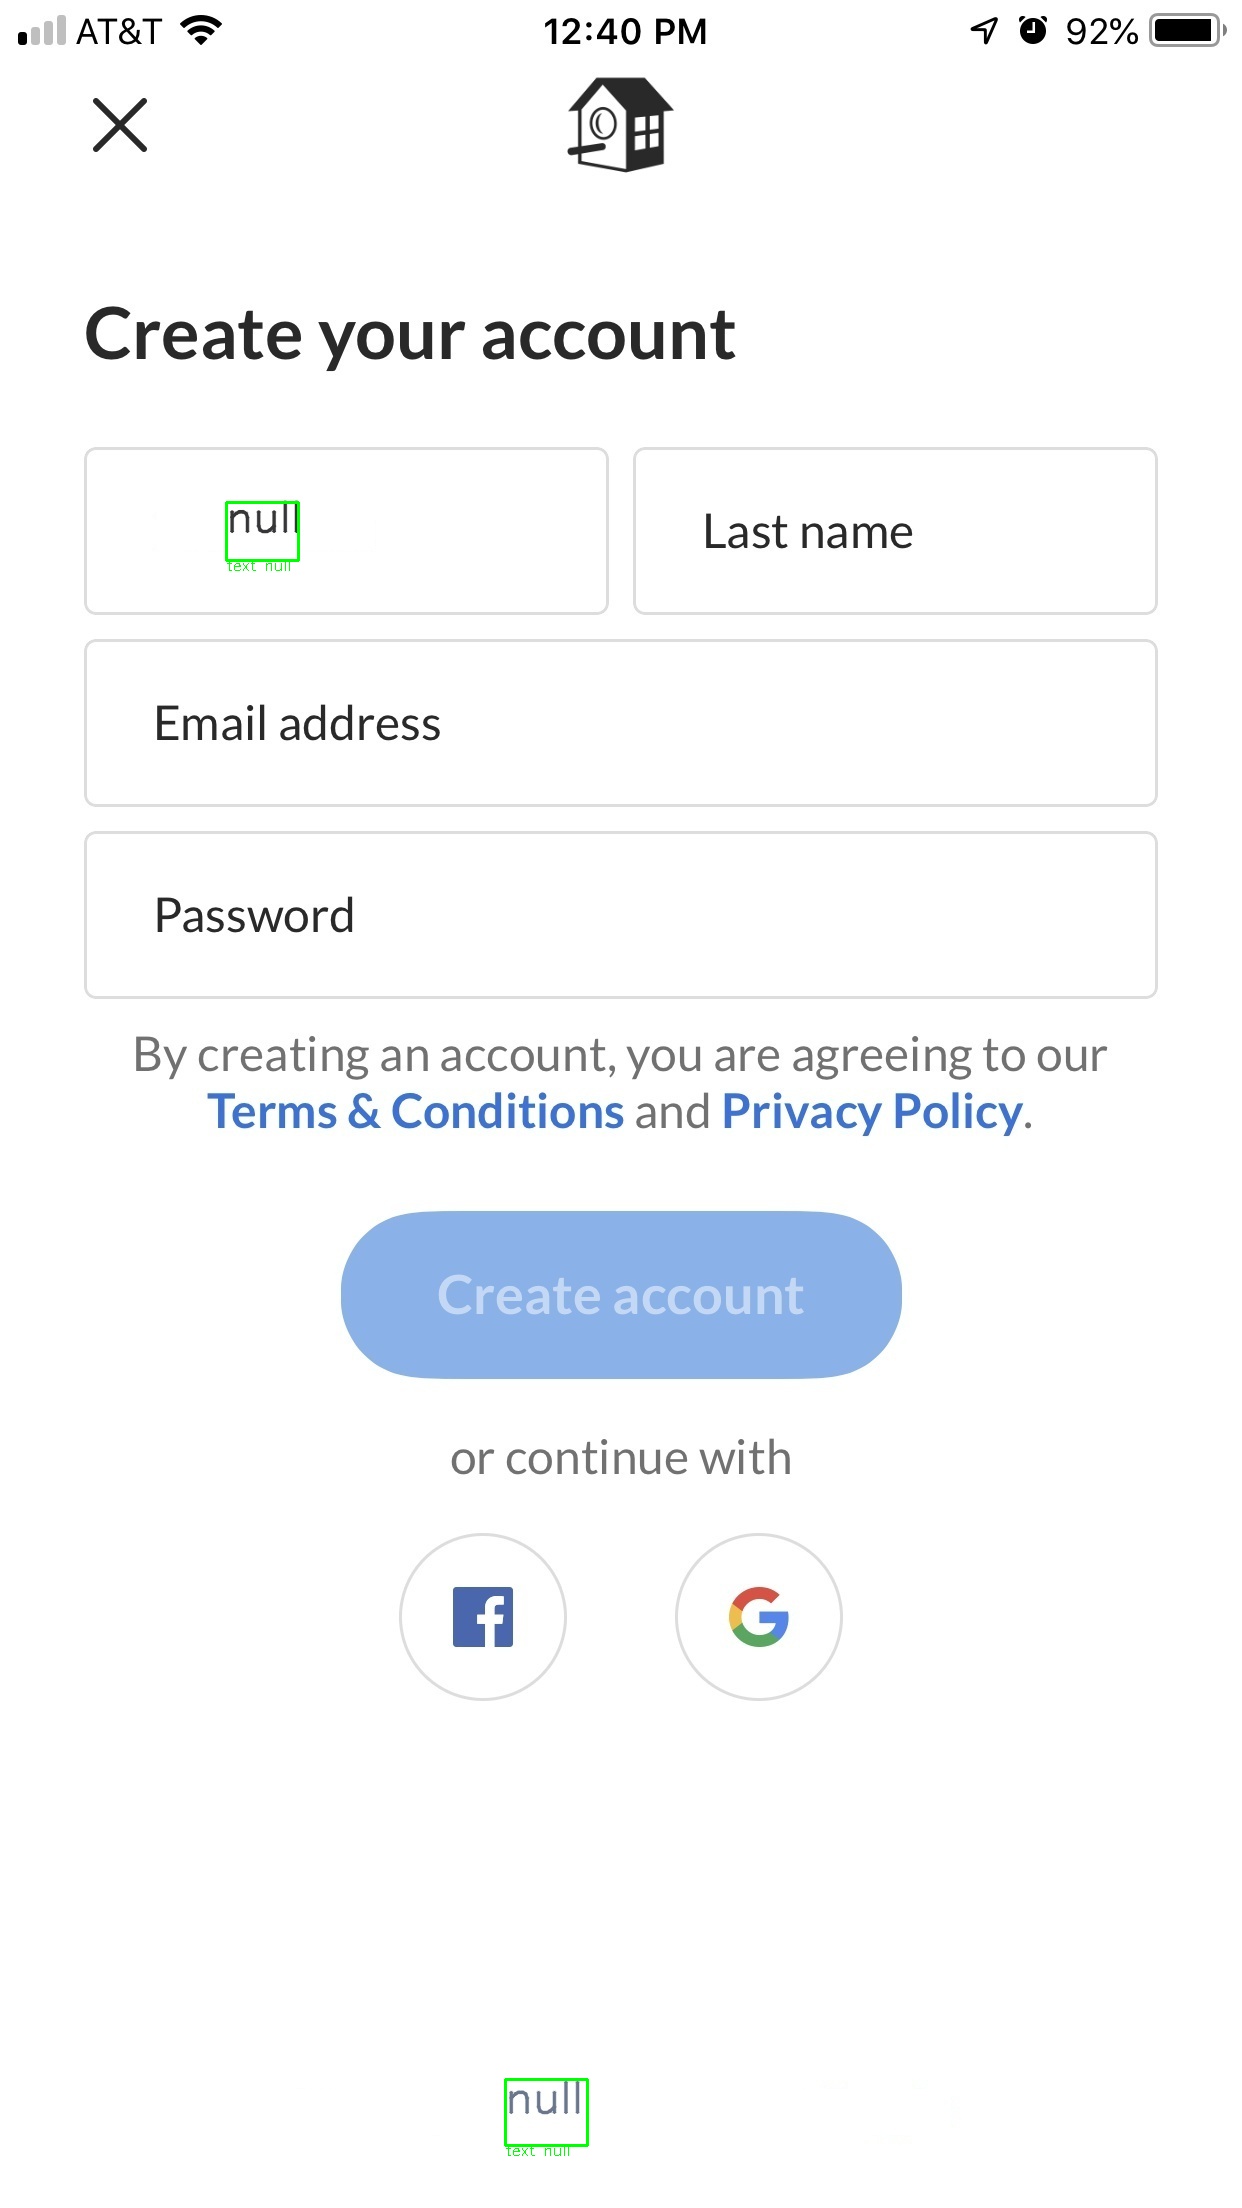 AT&T 12:40 PM 92%
Create your account
null
text null
Last name
Email address
Password
By creating an account, you are agreeing to our
Terms & Conditions and Privacy Policy.
Create account
or continue with
null
text null